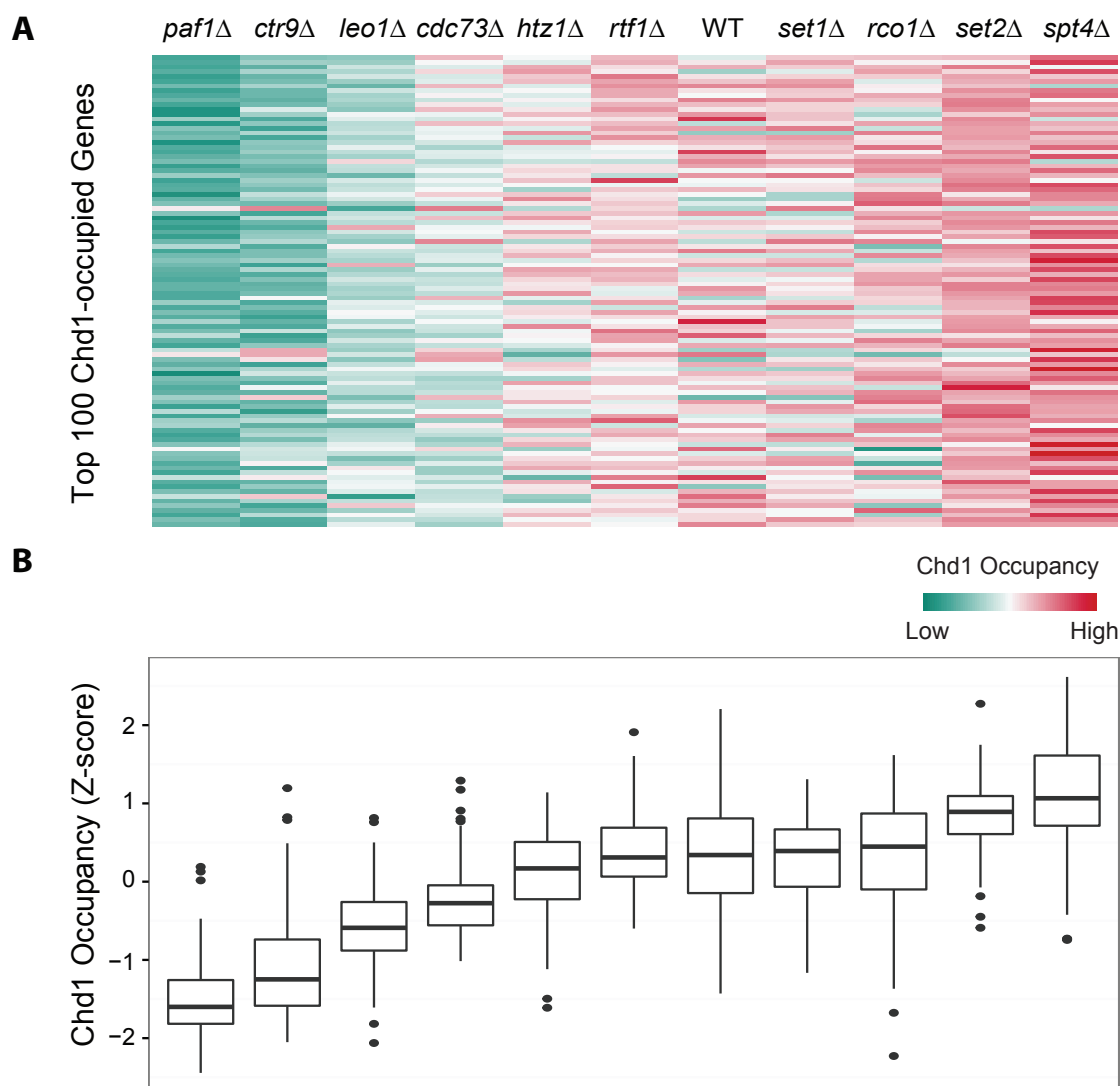 A
paf1Δ ctr9Δ leo1Δ cdc73Δ htz1Δ rtf1Δ WT set1Δ rco1Δ set2Δ spt4Δ
Top 100 Chd1-occupied Genes
B
Chd1 Occupancy
Low High
Chd1 Occupancy (Z-score)
2
1
0
−1
−2